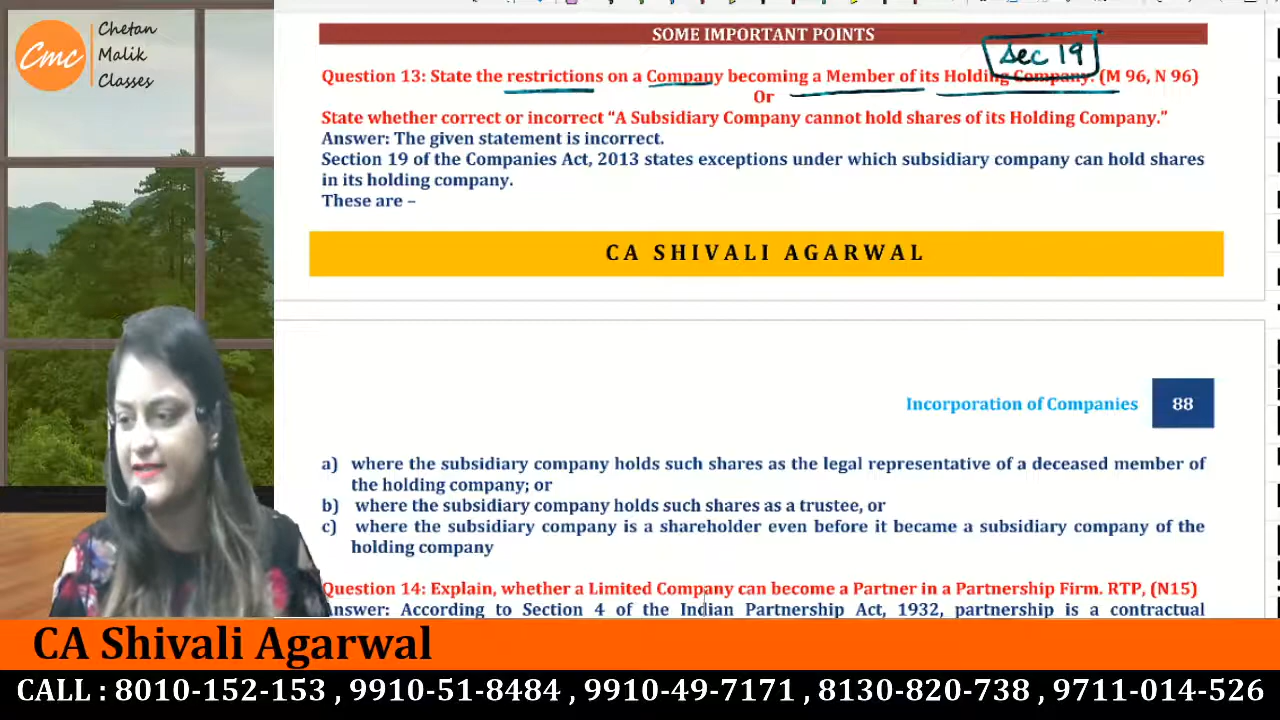 Cmc
Chetan
Malik
Classes
SOME IMPORTANT POINTS
Sec 19
Question 13: State the restrictions on a Company becoming a Member of its Holding Company. (M 96, N 96)
Or
State whether correct or incorrect “A Subsidiary Company cannot hold shares of its Holding Company.”
Answer: The given statement is incorrect.
Section 19 of the Companies Act, 2013 states exceptions under which subsidiary company can hold shares
in its holding company.
These are –
CA SHIVALI AGARWAL
Incorporation of Companies 88
a) where the subsidiary company holds such shares as the legal representative of a deceased member of
the holding company; or
b) where the subsidiary company holds such shares as a trustee, or
c) where the subsidiary company is a shareholder even before it became a subsidiary company of the
holding company
Question 14: Explain, whether a Limited Company can become a Partner in a Partnership Firm. RTP, (N15)
Answer: According to Section 4 of the Indian Partnership Act, 1932, partnership is a contractual
CA Shivali Agarwal
CALL : 8010-152-153 , 9910-51-8484 , 9910-49-7171 , 8130-820-738 , 9711-014-526